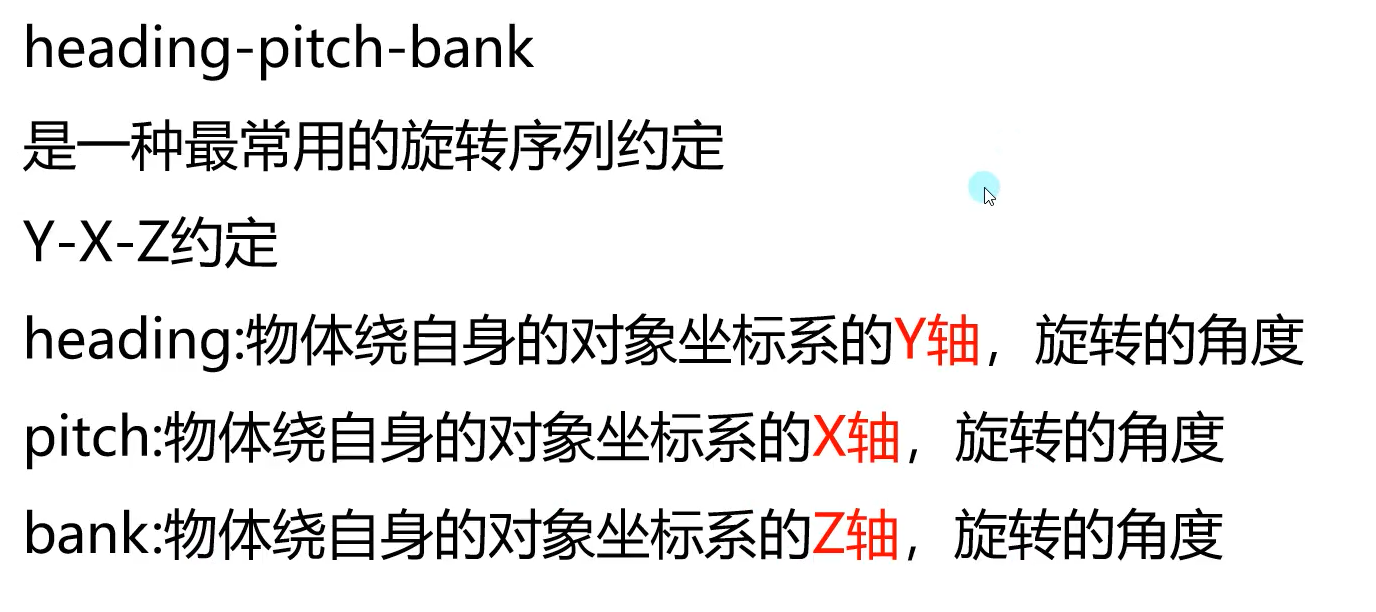 heading-pitch-bank
是一种最常用的旋转序列约定
Y-X-Z约定
heading:物体绕自身的对象坐标系的Y轴，旋转的角度
pitch:物体绕自身的对象坐标系的X轴，旋转的角度
bank:物体绕自身的对象坐标系的Z轴，旋转的角度